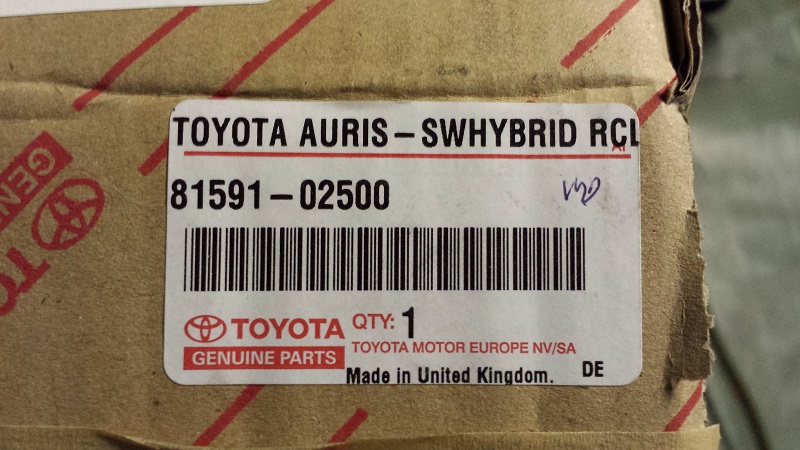 TOYOTA AURIS-SWHYBRID RCL
81591-02500
TOYOTA
QTY: 1
GENUINE PARTS
TOYOTA MOTOR EUROPE NV/SA
Made in United Kingdom.
DE